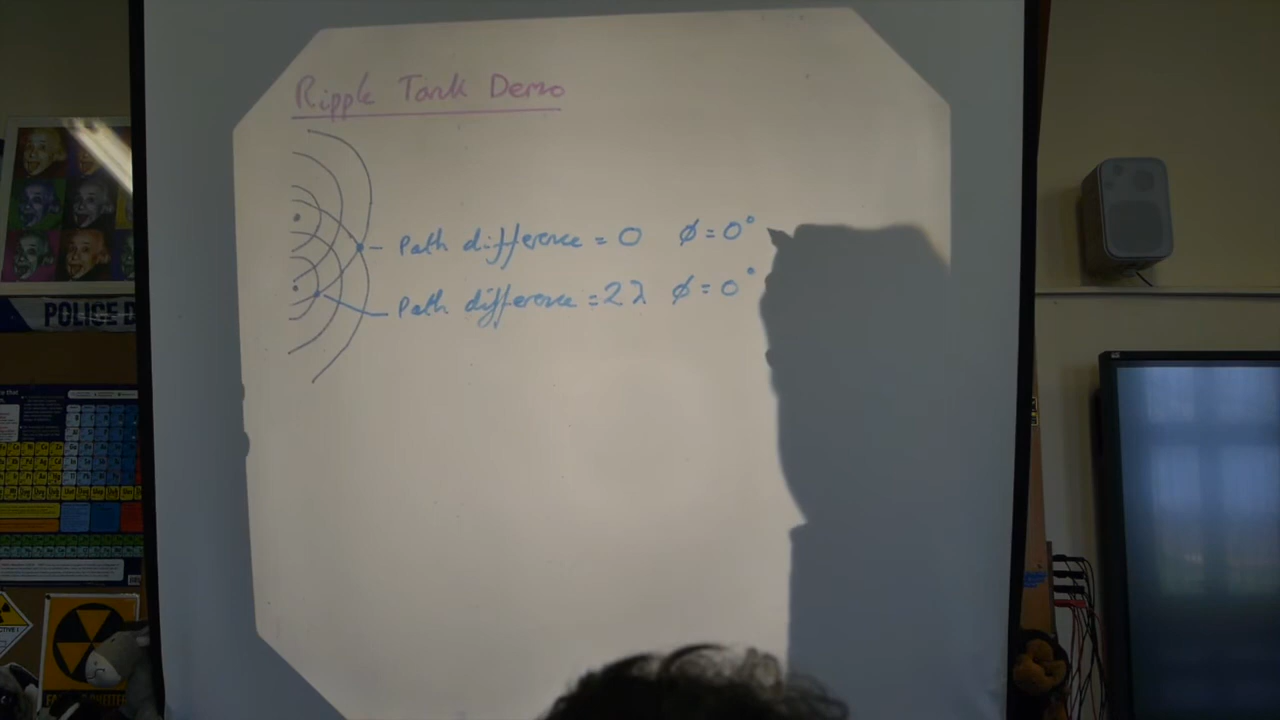 Ripple Tank Demo
Path difference = 0 ϕ = 0°
Path difference = 2λ ϕ = 0°
POLICE D